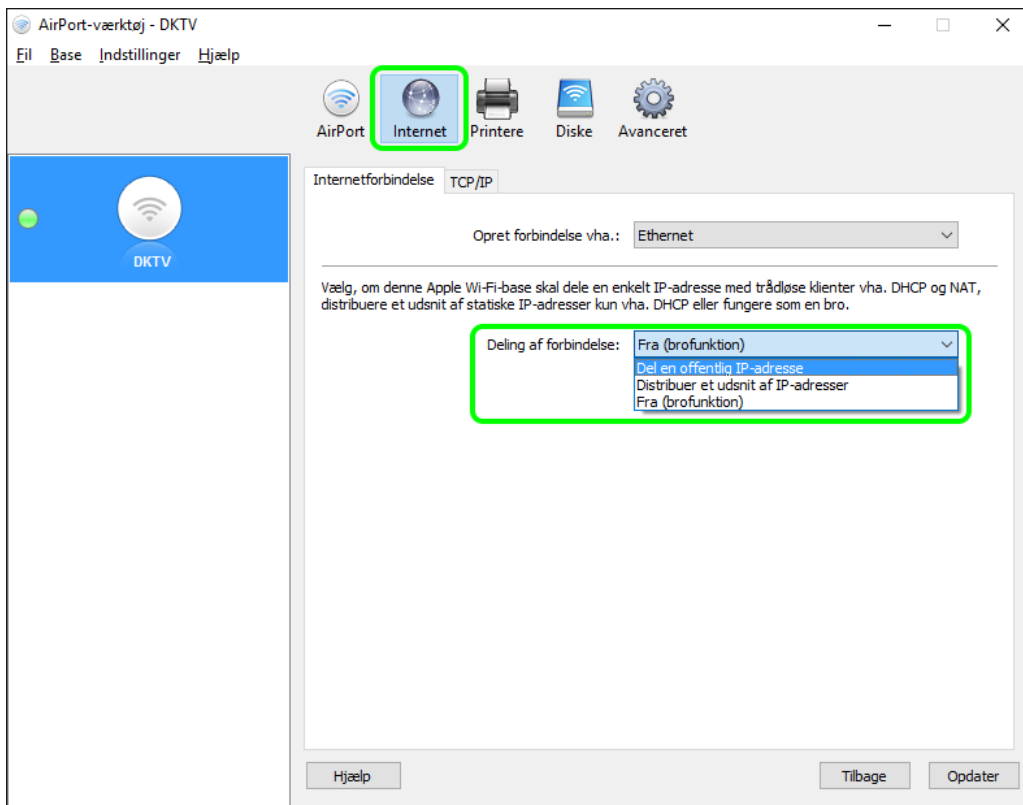 AirPort-værktøj - DKTV
Fil Base Indstillinger Hjælp
AirPort Internet Printere Diske Avanceret
DKTV
Internetforbindelse TCP/IP
Opret forbindelse vha.: Ethernet
Vælg, om denne Apple Wi-Fi-base skal dele en enkelt IP-adresse med trådløse klienter vha. DHCP og NAT,
distribuere et udsnit af statiske IP-adresser kun vha. DHCP eller fungere som en bro.
Deling af forbindelse: Fra (brofunktion)
Del en offentlig IP-adresse
Distribuer et udsnit af IP-adresser
Fra (brofunktion)
Hjælp Tilbage Opdater